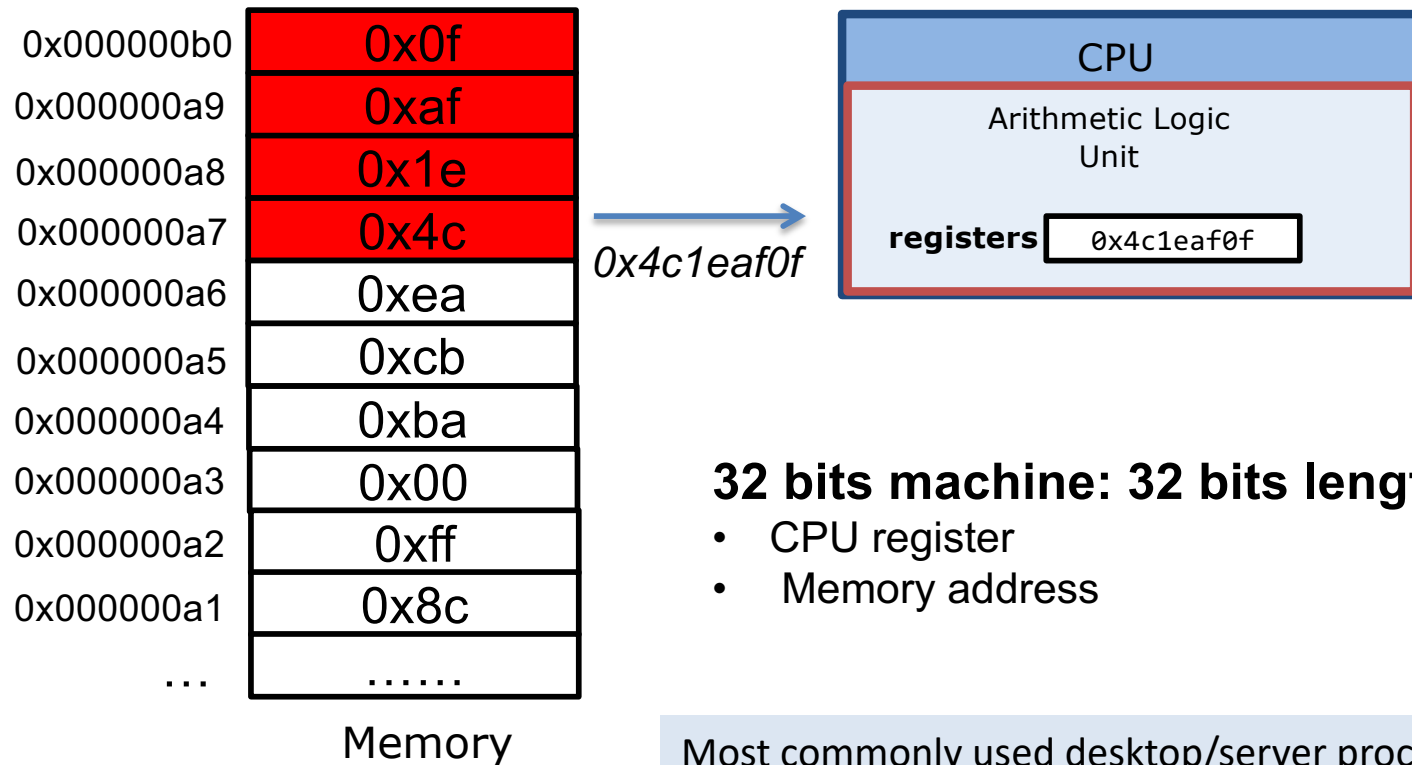 0x000000b0 0x0f
0x000000a9 0xaf
0x000000a8 0x1e
0x000000a7 0x4c
0x000000a6 0xea
0x000000a5 0xcb
0x000000a4 0xba
0x000000a3 0x00
0x000000a2 0xff
0x000000a1 0x8c
... ......
Memory
0x4c1eaf0f
CPU
Arithmetic Logic
Unit
registers 0x4c1eaf0f
32 bits machine: 32 bits
• CPU register
• Memory address
Most commonly used desktop/server